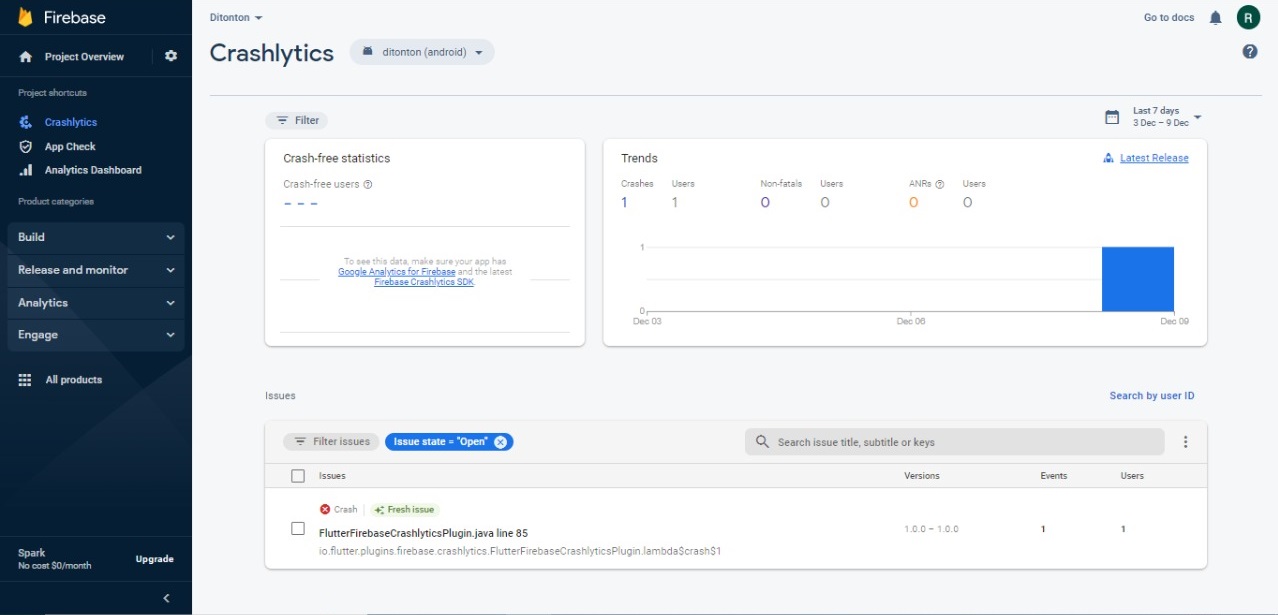 Firebase
Project Overview
Project shortcuts
Crashlytics
App Check
Analytics Dashboard
Product categories
Build
Release and monitor
Analytics
Engage
All products
Spark
No cost $0/month
Upgrade
Ditonton
Go to docs
R
Crashlytics
ditonton (android)
Filter
Last 7 days
3 Dec – 9 Dec
Crash-free statistics
Crash-free users
– – –
To see this data, make sure your app has
Google Analytics for Firebase and the latest
Firebase Crashlytics SDK.
Trends
Latest Release
Crashes Users Non-fatals Users ANRs Users
1 1 0 0 0 0
1
0
Dec 03 Dec 06 Dec 09
Issues
Search by user ID
Filter issues
Issue state = "Open"
Search issue title, subtitle or keys
Issues Versions Events Users
Crash Fresh issue
FlutterFirebaseCrashlyticsPlugin.java line 85
io.flutter.plugins.firebase.crashlytics.FlutterFirebaseCrashlyticsPlugin.lambda$crash$1
1.0.0 – 1.0.0 1 1